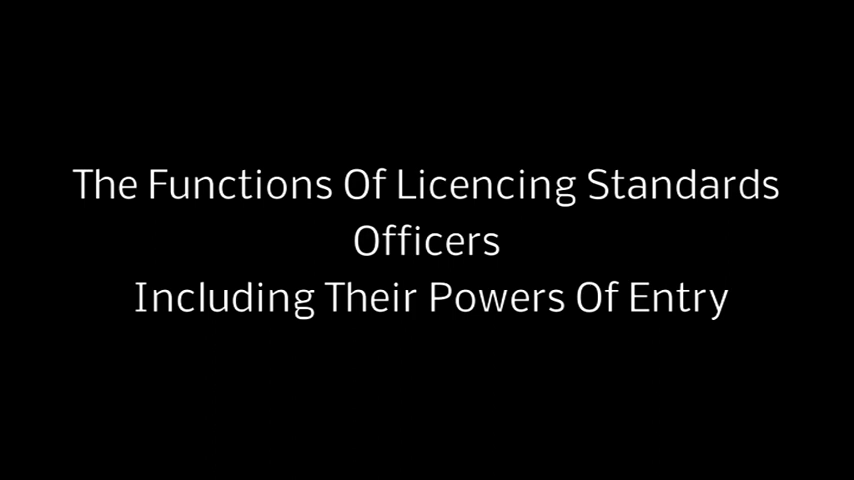 The Functions Of Licencing Standards
Officers
Including Their Powers Of Entry